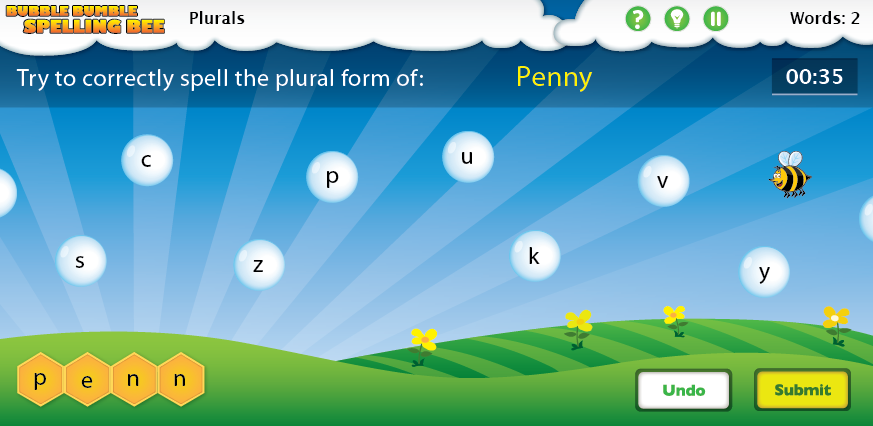 BUBBLE BUMBLE
SPELLING BEE
Plurals
?
Words: 2
Try to correctly spell the plural form of: Penny 00:35
c
p
u
v
s
z
k
y
p e n n
Undo
Submit